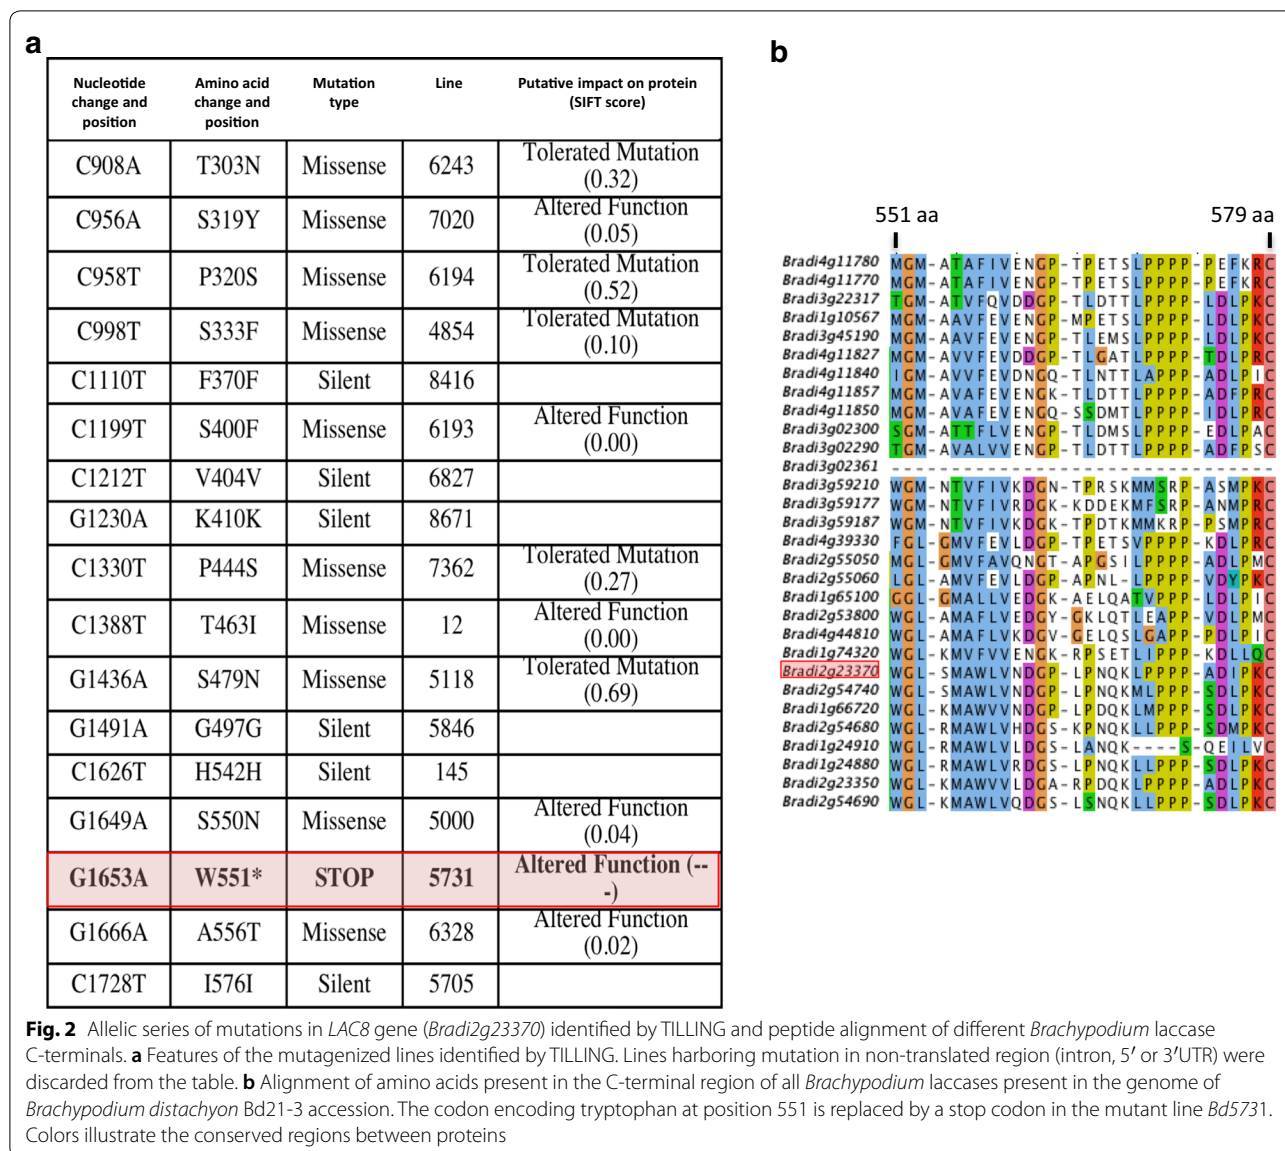 a
Nucleotide change and position | Amino acid change and position | Mutation type | Line | Putative impact on protein (SIFT score)
C908A T303N Missense 6243 Tolerated Mutation (0.32)
C956A S319Y Missense 7020 Altered Function (0.05)
C958T P320S Missense 6194 Tolerated Mutation (0.52)
C998T S333F Missense 4854 Tolerated Mutation (0.10)
C1110T F370F Silent 8416
C1199T S400F Missense 6193 Altered Function (0.00)
C1212T V404V Silent 6827
G1230A K410K Silent 8671
C1330T P444S Missense 7362 Tolerated Mutation (0.27)
C1388T T463I Missense 12 Altered Function (0.00)
G1436A S479N Missense 5118 Tolerated Mutation (0.69)
G1491A G497G Silent 5846
C1626T H542H Silent 145
G1649A S550N Missense 5000 Altered Function (0.04)
G1653A W551* STOP 5731 Altered Function (---)
G1666A A556T Missense 6328 Altered Function (0.02)
C1728T I576I Silent 5705
b
551 aa 579 aa
Bradi4g11780 MGM-ATAFIVENGP-TPETSLPPPP-PEFKRC
Bradi4g11770 MGM-ATAFIVENGP-TPETSLPPPP-PEFKRC
Bradi3g22317 TGM-ATVFQVDDGP-TLDTTLPPPP-LDLPKC
Bradi1g10567 MGM-AAVFEVENGP-MPETSLPPPP-LDLPKC
Bradi3g45190 MGM-AAVFEVENGP-TLEMSLPPPP-LDLPKC
Bradi4g11827 MGM-AVVFEVDDGP-TLGATLPPPP-TDLPRC
Bradi4g11840 IGM-AVAFEVDNGQ-TLNTTLAPPP-ADLPIC
Bradi4g11857 MGM-AVAFEVENGK-TLDTTLPPPP-ADFPRC
Bradi4g11850 MGM-AVAFEVENGQ-SSDMTLPPPP-IDLPRC
Bradi3g02300 SGM-ATTFLVENGP-TLDMSLPPPP-EDLPAC
Bradi3g02290 TGM-AVALVVENGP-TLDTTLPPPP-ADFPSC
Bradi3g02361 --------------------------------
Bradi3g59210 WGM-NTVFIVKDGN-TPRSKMMSRP-ASMPKC
Bradi3g59177 WGM-NTVFIVRDGK-KDDEKMFSRP-ANMPRC
Bradi3g59187 WGM-NTVFIVKDGK-TPDTKMMKRP-PSMPRC
Bradi4g39330 FGL-GMVFEVLDGP-TPETSVPPPP-KDLPRC
Bradi2g55050 MGL-GMVFAVQNGT-APGSILPPPP-ADLPMC
Bradi2g55060 LGL-AMVFEVLDGP-APNL-LPPPP-VDYPKC
Bradi1g65100 GGL-GMALLVEDGK-AELQATVPPP-LDLPIC
Bradi2g53800 WGL-AMAFLVEDGY-GKLQTLEAPP-VDLPMC
Bradi4g44810 WGL-AMAFLVKDGV-GELQSLGAPP-PDLPIC
Bradi1g74320 WGL-KMVFVVENGK-RPSETLIPPP-KDLLQC
Bradi2g23370 WGL-SMAWLVNDGP-LPNQKLPPPP-ADIPKC
Bradi2g54740 WGL-RMAWLVNDGP-LPNQKMLPPP-SDLPKC
Bradi1g66720 WGL-RMAWVVNDGP-LPDQKLMPPP-SDLPKC
Bradi2g54680 WGL-RMAWLVHDGS-KPNQKLLPPP-SDMPKC
Bradi1g24910 WGL-RMAWLVLDGS-LANQK----S-QEILVC
Bradi1g24880 WGL-RMAWLVRDGS-LPNQKLLPPP-SDLPKC
Bradi2g23350 WGL-KMAWVVLDGA-RPDQKLPPPP-ADLPKC
Bradi2g54690 WGL-KMAWLVQDGS-LSNQKLLPPP-SDLPKC
Fig. 2 Allelic series of mutations in LAC8 gene (Bradi2g23370) identified by TILLING and peptide alignment of different Brachypodium laccase
C-terminals. a Features of the mutagenized lines identified by TILLING. Lines harboring mutation in non-translated region (intron, 5′ or 3′UTR) were
discarded from the table. b Alignment of amino acids present in the C-terminal region of all Brachypodium laccases present in the genome of
Brachypodium distachyon Bd21-3 accession. The codon encoding tryptophan at position 551 is replaced by a stop codon in the mutant line Bd5731.
Colors illustrate the conserved regions between proteins